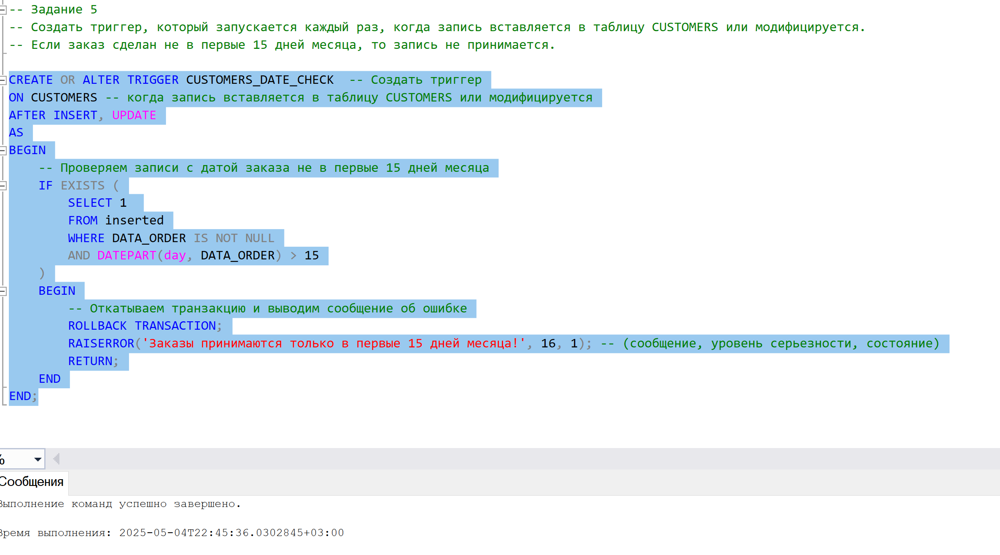 -- Задание 5
-- Создать триггер, который запускается каждый раз, когда запись вставляется в таблицу CUSTOMERS или модифицируется.
-- Если заказ сделан не в первые 15 дней месяца, то запись не принимается.
CREATE OR ALTER TRIGGER CUSTOMERS_DATE_CHECK  -- Создать триггер
ON CUSTOMERS -- когда запись вставляется в таблицу CUSTOMERS или модифицируется
AFTER INSERT, UPDATE
AS
BEGIN
    -- Проверяем записи с датой заказа не в первые 15 дней месяца
    IF EXISTS (
        SELECT 1
        FROM inserted
        WHERE DATA_ORDER IS NOT NULL
        AND DATEPART(day, DATA_ORDER) > 15
    )
    BEGIN
        -- Откатываем транзакцию и выводим сообщение об ошибке
        ROLLBACK TRANSACTION;
        RAISERROR('Заказы принимаются только в первые 15 дней месяца!', 16, 1); -- (сообщение, уровень серьезности, состояние)
        RETURN;
    END
END;
%
Сообщения
Выполнение команд успешно завершено.
Время выполнения: 2025-05-04T22:45:36.0302845+03:00